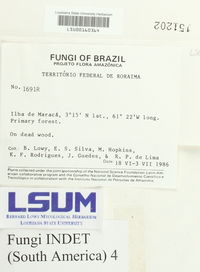 Louisiana State University Herbarium
151202
FUNGI OF BRAZIL
PROJETO FLORA AMAZÔNICA
TERRITÓRIO FEDERAL DE RORAIMA
No. 1691R
Ilha de Maracá, 3°15' N lat., 61° 22'W long.
Primary forest.
On dead wood.
Col. B. Lowy, E. S. Silva, M. Hopkins,
K. F. Rodrigues, J. Guedes, & R. P. de Lima
18 VI-3 VII 1986
LSUM
BERNARD LOWY MYCOLOGICAL HERBARIUM
LOUISIANA STATE UNIVERSITY
Fungi INDET
(South America) 4